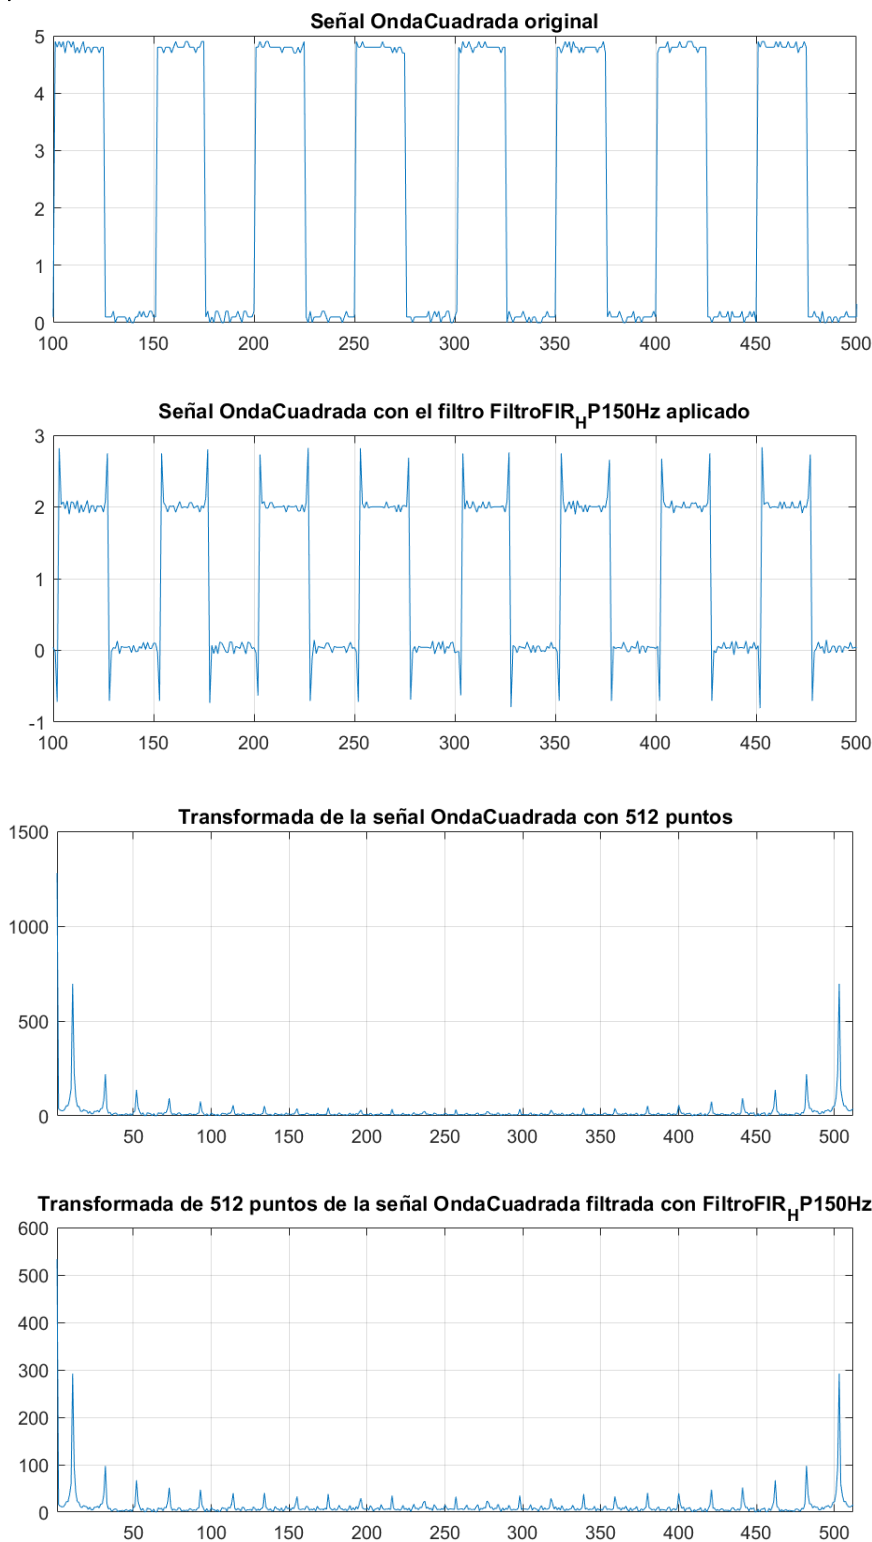 Señal OndaCuadrada original
5
4
3
2
1
0
100 150 200 250 300 350 400 450 500
Señal OndaCuadrada con el filtro FiltroFIR_HP150Hz aplicado
3
2
1
0
-1
100 150 200 250 300 350 400 450 500
Transformada de la señal OndaCuadrada con 512 puntos
1500
1000
500
0
50 100 150 200 250 300 350 400 450 500
Transformada de 512 puntos de la señal OndaCuadrada filtrada con FiltroFIR_HP150Hz
600
500
400
300
200
100
0
50 100 150 200 250 300 350 400 450 500